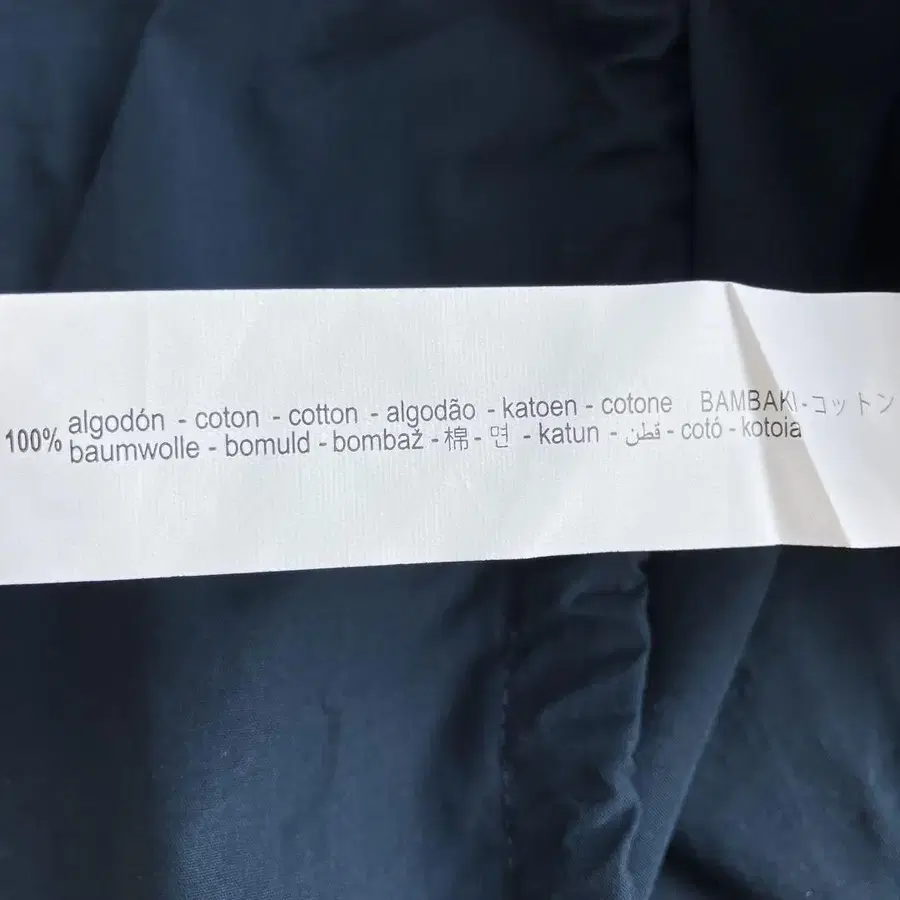 100% algodón - coton - cotton - algodão - katoen - cotone BAMBAKI - コットン
baumwolle - bomuld - bombaž - 棉 - 면 - katun - قطن - cotó - kotoia